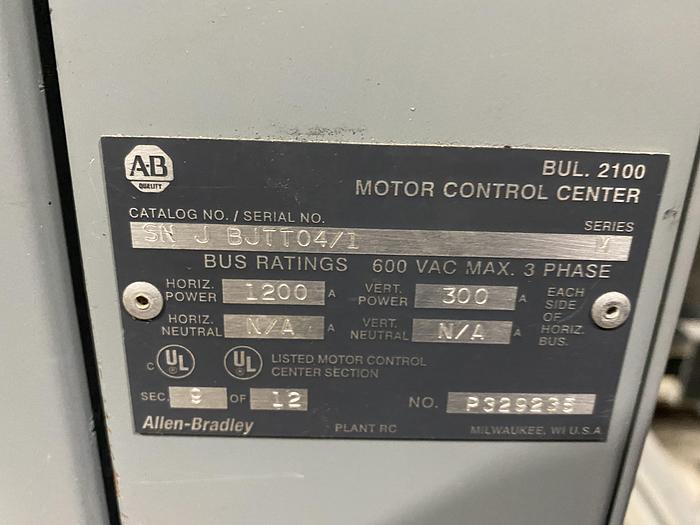 A-B
QUALITY
BUL. 2100
MOTOR CONTROL CENTER
CATALOG NO. / SERIAL NO.
SERIES
SN J BJTT04/1
V
BUS RATINGS 600 VAC MAX. 3 PHASE
HORIZ. POWER 1200 A VERT. POWER 300 A EACH SIDE OF HORIZ. BUS.
HORIZ. NEUTRAL N/A A VERT. NEUTRAL N/A A
C UL UL LISTED MOTOR CONTROL
CENTER SECTION
SEC. 9 OF 12 NO. P329235
Allen-Bradley PLANT RC MILWAUKEE, WI U.S.A